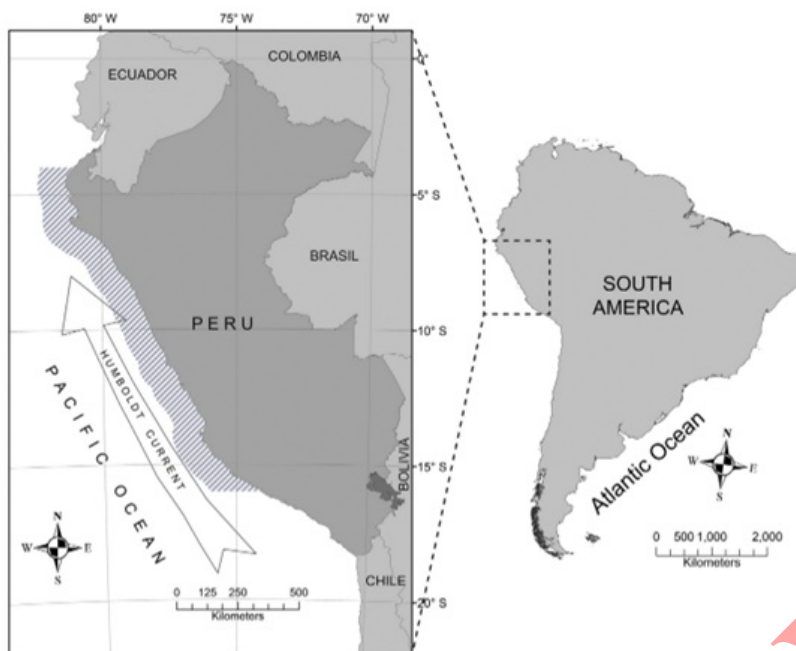 80° W
75° W
70° W
0°
COLOMBIA
ECUADOR
5° S
BRASIL
PERU
10° S
HUMBOLDT CURRENT
PACIFIC OCEAN
BOLIVIA
15° S
N
W
E
S
CHILE
0 125 250 500
Kilometers
20° S
SOUTH
AMERICA
Atlantic Ocean
N
W
E
S
0 500 1,000 2,000
Kilometers